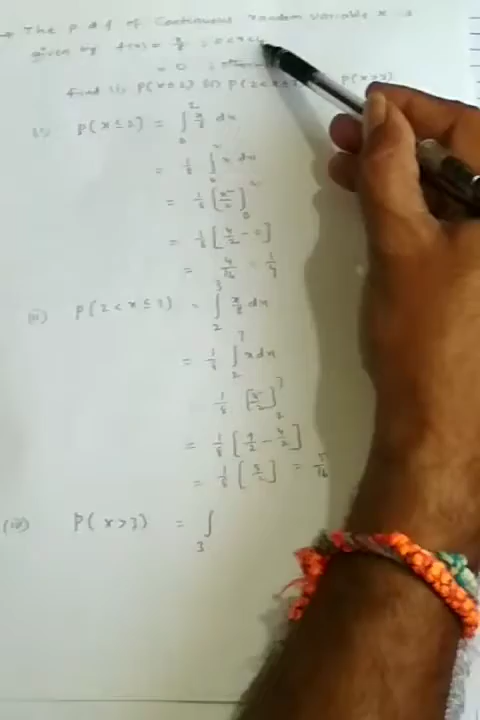 → The p d f of Continuous random variable x is
given by f(x) = x/8 , 0<x<4
= 0 ,
Find (i) P(x≤2) (ii) P(2<x≤3) P(x>3)
P(x≤2) = ∫₀² x/8 dx
= 1/8 ∫₀² x dx
= 1/8 [x²/2]₀²
= 1/8 [4/2 - 0]
= 4/16 = 1/4
(ii) P(2<x≤3) = ∫₂³ x/8 dx
= 1/8 ∫₂³ x dx
1/8 [x²/2]₂³
= 1/8 [9/2 - 4/2]
= 1/8 [5/2] = 5/16
(iii) P(x>3) = ∫₃